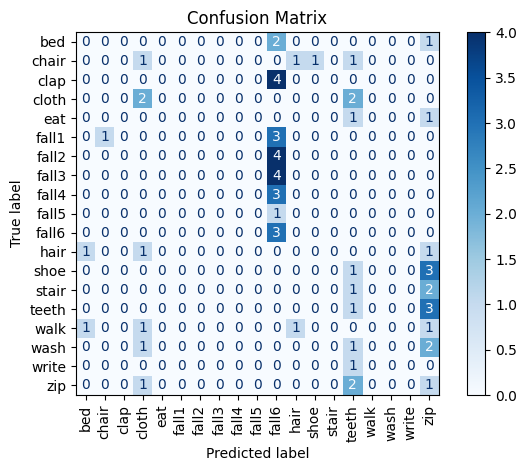 Confusion Matrix
True label
bed 0 0 0 0 0 0 0 0 0 0 2 0 0 0 0 0 0 0 1
chair 0 0 0 1 0 0 0 0 0 0 0 1 1 0 1 0 0 0 0
clap 0 0 0 0 0 0 0 0 0 0 4 0 0 0 0 0 0 0 0
cloth 0 0 0 2 0 0 0 0 0 0 0 0 0 0 2 0 0 0 0
eat 0 0 0 0 0 0 0 0 0 0 0 0 0 0 1 0 0 0 1
fall1 0 1 0 0 0 0 0 0 0 0 3 0 0 0 0 0 0 0 0
fall2 0 0 0 0 0 0 0 0 0 0 4 0 0 0 0 0 0 0 0
fall3 0 0 0 0 0 0 0 0 0 0 4 0 0 0 0 0 0 0 0
fall4 0 0 0 0 0 0 0 0 0 0 3 0 0 0 0 0 0 0 0
fall5 0 0 0 0 0 0 0 0 0 0 1 0 0 0 0 0 0 0 0
fall6 0 0 0 0 0 0 0 0 0 0 3 0 0 0 0 0 0 0 0
hair 1 0 0 1 0 0 0 0 0 0 0 0 0 0 0 0 0 0 1
shoe 0 0 0 0 0 0 0 0 0 0 0 0 0 0 1 0 0 0 3
stair 0 0 0 0 0 0 0 0 0 0 0 0 0 0 1 0 0 0 2
teeth 0 0 0 0 0 0 0 0 0 0 0 0 0 0 1 0 0 0 3
walk 1 0 0 1 0 0 0 0 0 0 0 1 0 0 0 0 0 0 1
wash 0 0 0 1 0 0 0 0 0 0 0 0 0 0 1 0 0 0 2
write 0 0 0 0 0 0 0 0 0 0 0 0 0 0 1 0 0 0 0
zip 0 0 0 1 0 0 0 0 0 0 0 0 0 0 2 0 0 0 1
bed chair clap cloth eat fall1 fall2 fall3 fall4 fall5 fall6 hair shoe stair teeth walk wash write zip
Predicted label
4.0
3.5
3.0
2.5
2.0
1.5
1.0
0.5
0.0